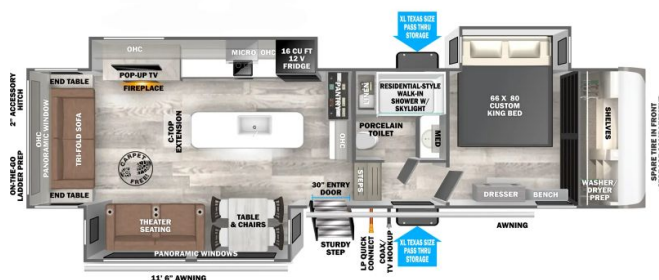 XL TEXAS SIZE
PASS THRU
STORAGE
OHC
MICRO
OHC
16 CU FT
12 V
FRIDGE
POP-UP TV
FIREPLACE
END TABLE
2" ACCESSORY
HITCH
OHC
PANORAMIC WINDOW
TRI-FOLD SOFA
ON-THE-GO
LADDER PREP
END TABLE
C-TOP
EXTENSION
CARPET
FREE!
PANTRY
OHC
LINEN
RESIDENTIAL-STYLE
WALK-IN
SHOWER W/
SKYLIGHT
PORCELAIN
TOILET
MED
STEPS
66 X 80
CUSTOM
KING BED
SHELVES
WASHER/
DRYER
PREP
SPARE TIRE IN FRONT
DRESSER
BENCH
30" ENTRY
DOOR
THEATER
SEATING
TABLE
& CHAIRS
PANORAMIC WINDOWS
STURDY
STEP
LP QUICK
CONNECT
COAX/
TV HOOKUP
XL TEXAS SIZE
PASS THRU
STORAGE
AWNING
11' 6" AWNING